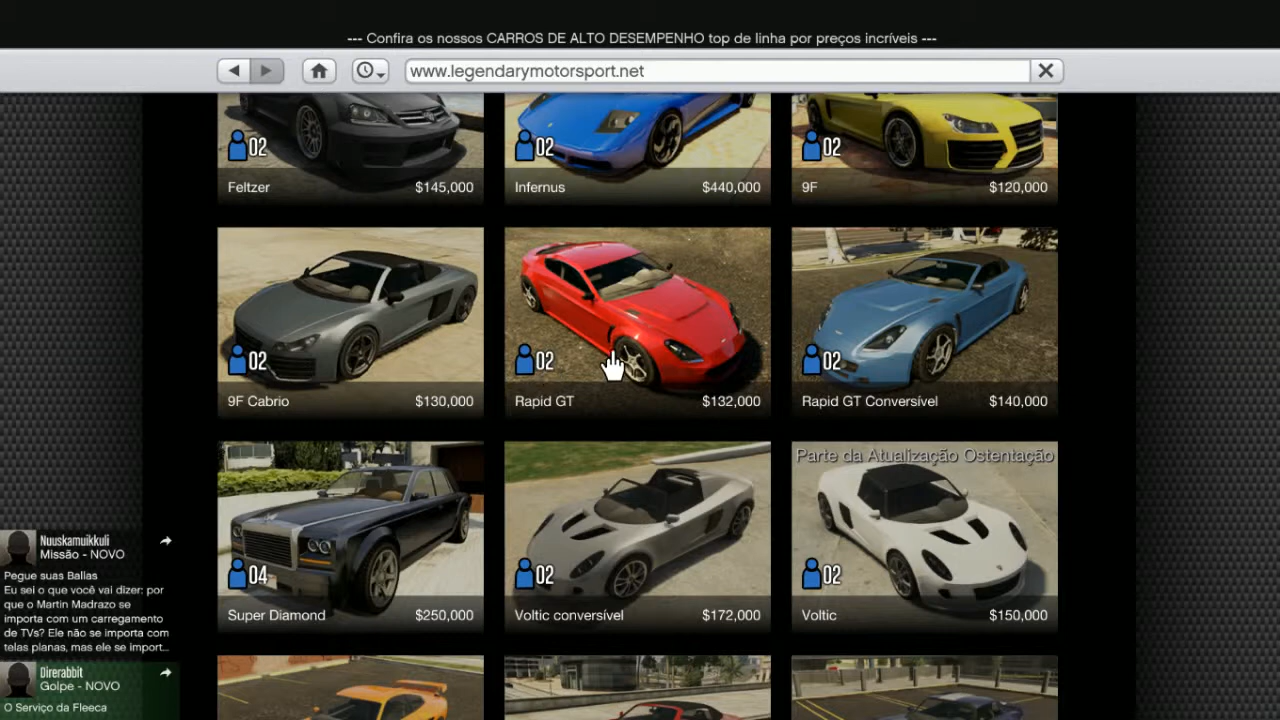 --- Confira os nossos CARROS DE ALTO DESEMPENHO top de linha por preços incríveis ---
www.legendarymotorsport.net
02
02
02
Feltzer $145,000
Infernus $440,000
9F $120,000
02
02
02
9F Cabrio $130,000
Rapid GT $132,000
Rapid GT Conversível $140,000
Parte da Atualização Ostentação
04
02
02
Super Diamond $250,000
Voltic conversível $172,000
Voltic $150,000
Nuuskamuikkuli
Missão - NOVO
Pegue suas Ballas
Eu sei o que você vai dizer: por
que o Martin Madrazo se
importa com um carregamento
de TVs? Ele não se importa com
telas planas, mas ele se import...
Direrabbit
Golpe - NOVO
O Serviço da Fleeca